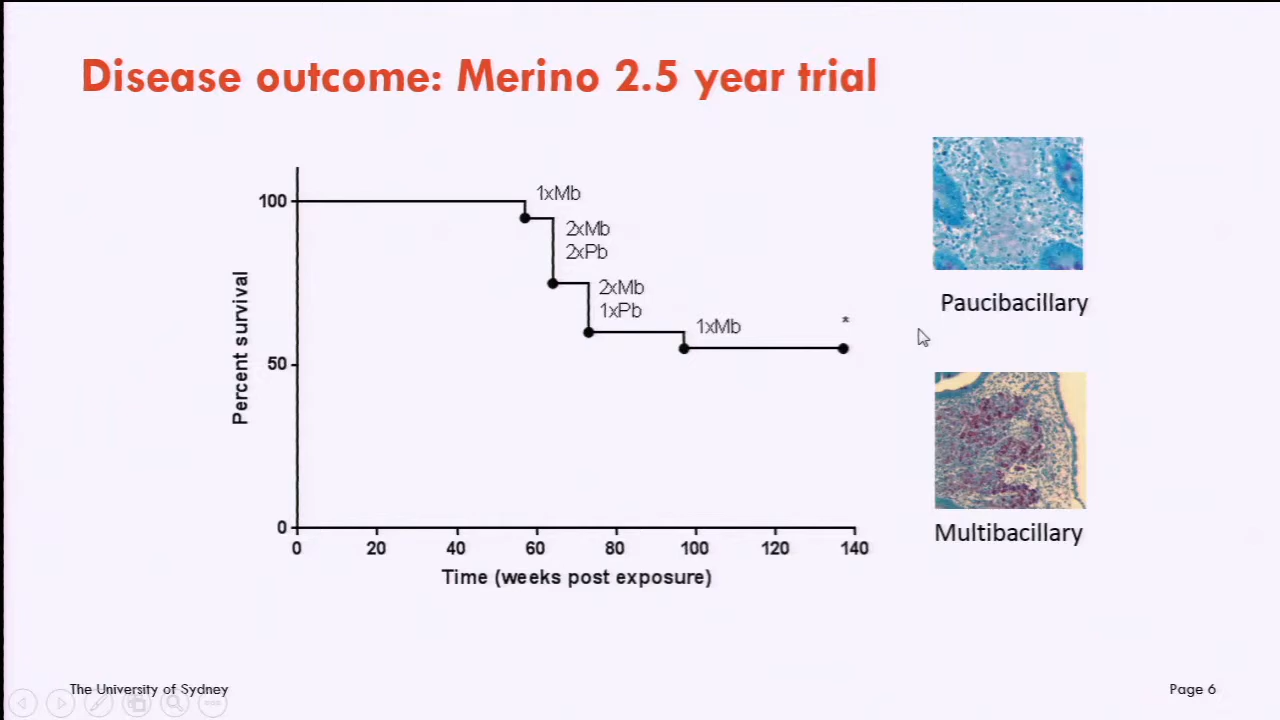 Disease outcome: Merino 2.5 year trial
Percent survival
100
50
0
1xMb
2xMb
2xPb
2xMb
1xPb
1xMb
*
0 20 40 60 80 100 120 140
Time (weeks post exposure)
Paucibacillary
Multibacillary
The University of Sydney
Page 6